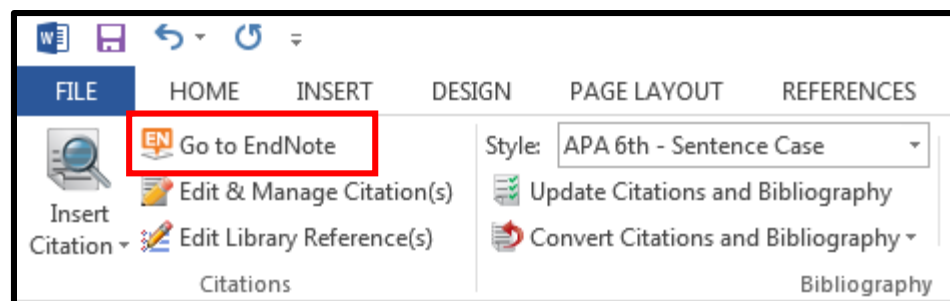 FILE HOME INSERT DESIGN PAGE LAYOUT REFERENCES
EN Go to EndNote
Edit & Manage Citation(s)
Edit Library Reference(s)
Insert
Citation
Citations
Style: APA 6th - Sentence Case
Update Citations and Bibliography
Convert Citations and Bibliography
Bibliography